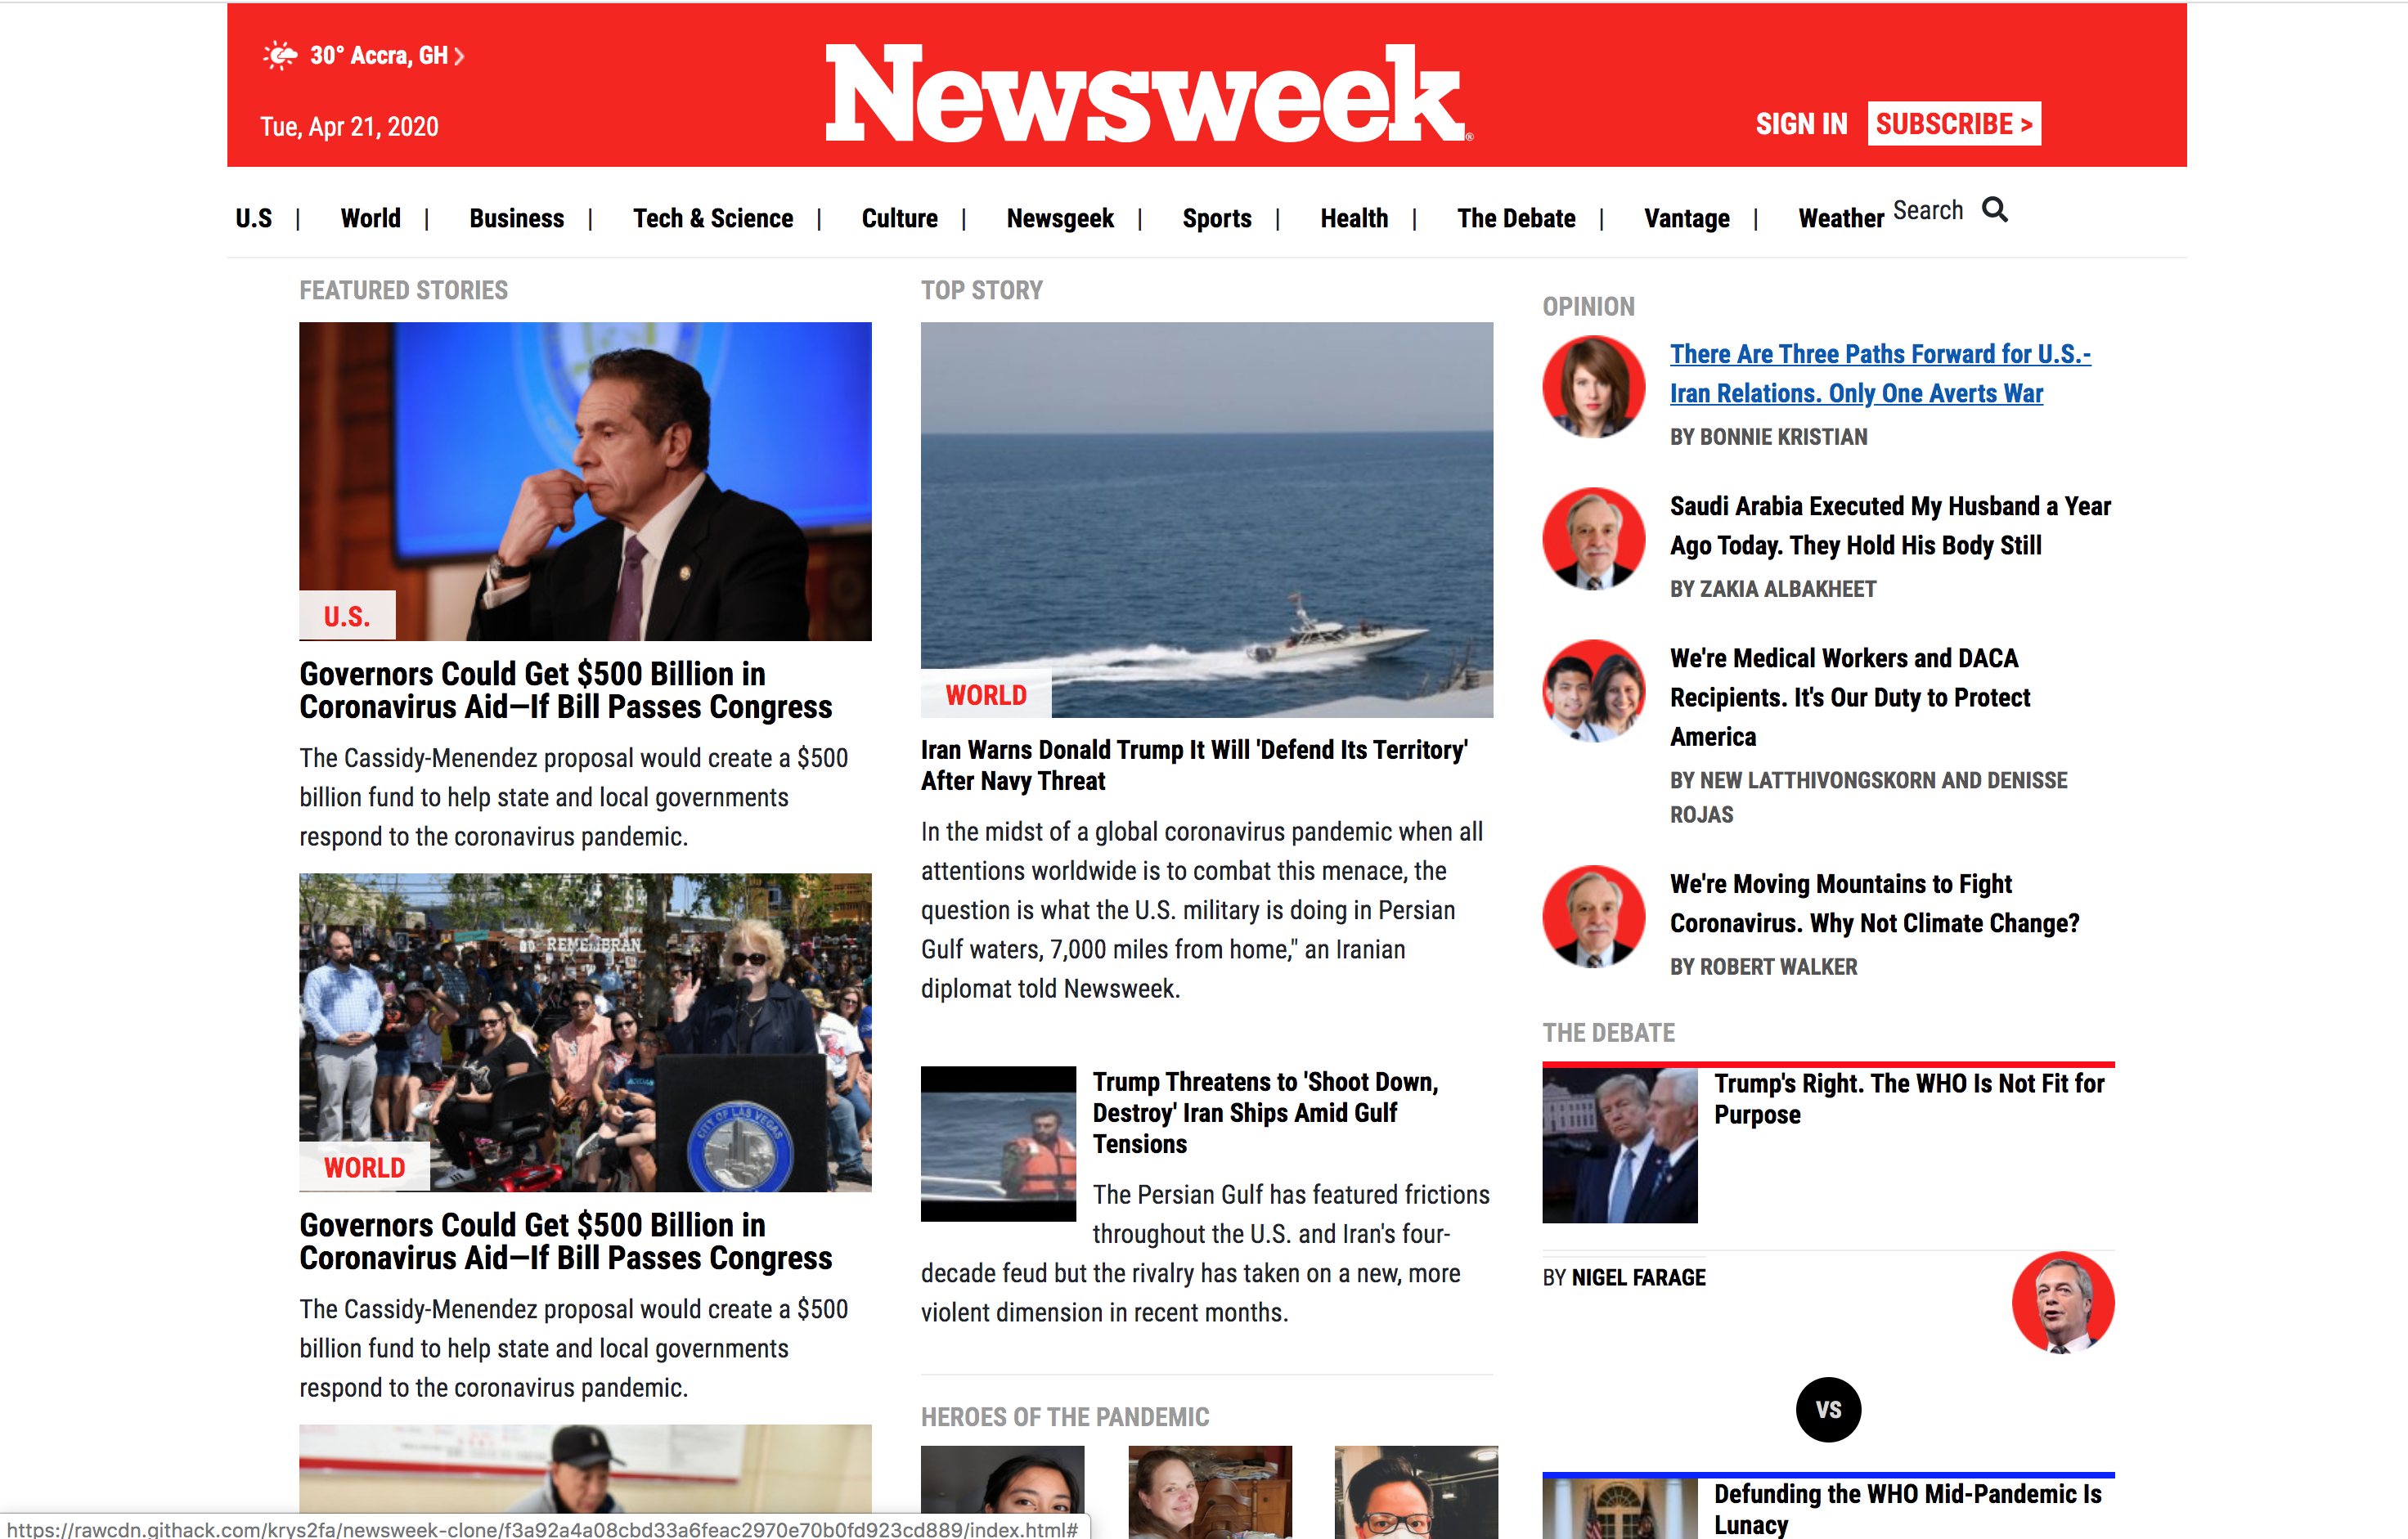 30° Accra, GH
Tue, Apr 21, 2020
Newsweek®
SIGN IN
SUBSCRIBE >
U.S | World | Business | Tech & Science | Culture | Newsgeek | Sports | Health | The Debate | Vantage | Weather
Search
FEATURED STORIES
U.S.
Governors Could Get $500 Billion in
Coronavirus Aid—If Bill Passes Congress
The Cassidy-Menendez proposal would create a $500
billion fund to help state and local governments
respond to the coronavirus pandemic.
REMEMBRAN
CITY OF LAS VEGAS
WORLD
Governors Could Get $500 Billion in
Coronavirus Aid—If Bill Passes Congress
The Cassidy-Menendez proposal would create a $500
billion fund to help state and local governments
respond to the coronavirus pandemic.
TOP STORY
WORLD
Iran Warns Donald Trump It Will 'Defend Its Territory'
After Navy Threat
In the midst of a global coronavirus pandemic when all
attentions worldwide is to combat this menace, the
question is what the U.S. military is doing in Persian
Gulf waters, 7,000 miles from home," an Iranian
diplomat told Newsweek.
Trump Threatens to 'Shoot Down,
Destroy' Iran Ships Amid Gulf
Tensions
The Persian Gulf has featured frictions
throughout the U.S. and Iran's four-
decade feud but the rivalry has taken on a new, more
violent dimension in recent months.
HEROES OF THE PANDEMIC
OPINION
There Are Three Paths Forward for U.S.-
Iran Relations. Only One Averts War
BY BONNIE KRISTIAN
Saudi Arabia Executed My Husband a Year
Ago Today. They Hold His Body Still
BY ZAKIA ALBAKHEET
We're Medical Workers and DACA
Recipients. It's Our Duty to Protect
America
BY NEW LATTHIVONGSKORN AND DENISSE
ROJAS
We're Moving Mountains to Fight
Coronavirus. Why Not Climate Change?
BY ROBERT WALKER
THE DEBATE
Trump's Right. The WHO Is Not Fit for
Purpose
BY NIGEL FARAGE
VS
Defunding the WHO Mid-Pandemic Is
Lunacy
https://rawcdn.githack.com/krys2fa/newsweek-clone/f3a92a4a08cbd33a6feac2970e70b0fd923cd889/index.html#